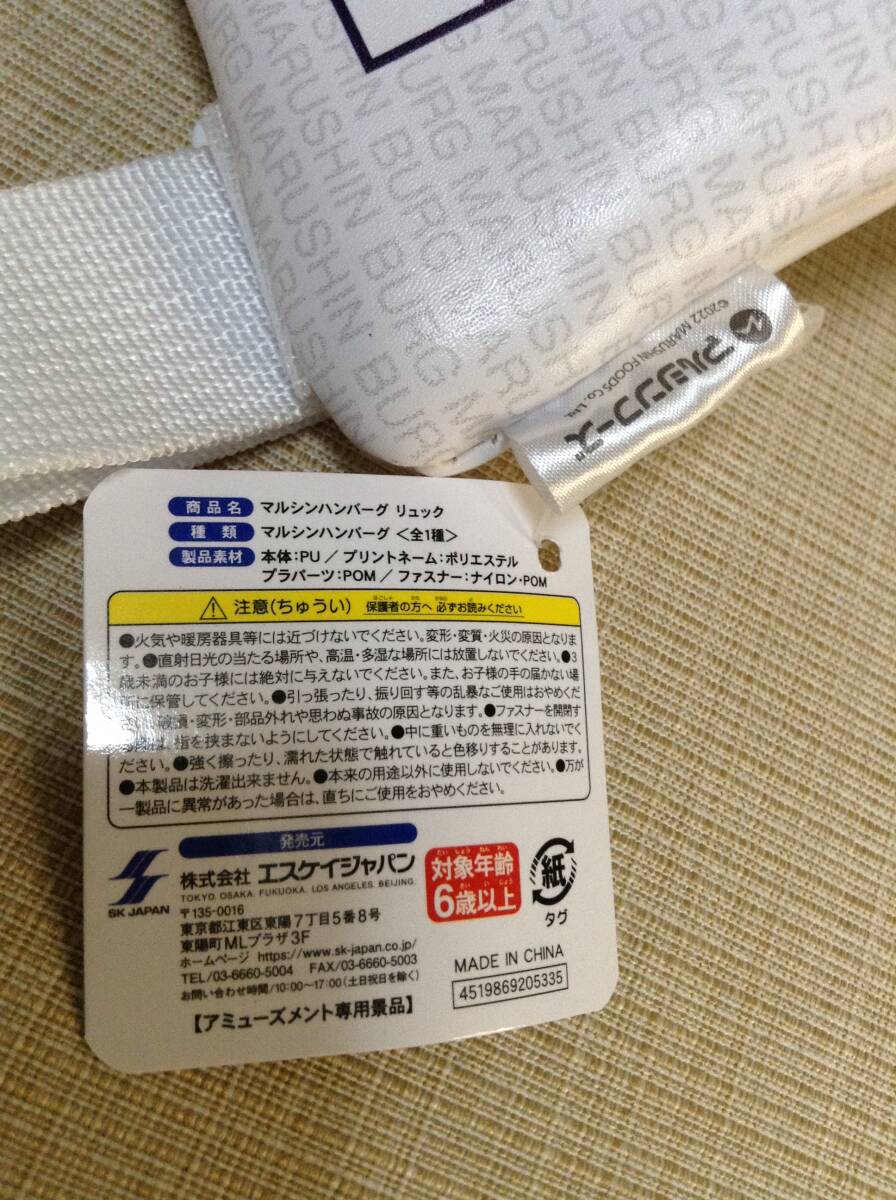 MARUSHIN BURG MARUSHIN BURG
©2022 MARUSHIN FOODS Co., Ltd.
マルシンフーズ
商品名 マルシンハンバーグ リュック
種類 マルシンハンバーグ <全1種>
製品素材 本体:PU / プリントネーム:ポリエステル
プラパーツ:POM / ファスナー:ナイロン・POM
注意(ちゅうい) 保護者の方へ 必ずお読みください
●火気や暖房器具等には近づけないでください。変形・変質・火災の原因となりま
す。●直射日光の当たる場所や、高温・多湿な場所には放置しないでください。●3
歳未満のお子様には絶対に与えないでください。また、お子様の手の届かない場
所に保管してください。●引っ張ったり、振り回す等の乱暴なご使用はおやめくだ
破損・変形・部品外れや思わぬ事故の原因となります。●ファスナーを開閉す
指を挟まないようにしてください。●中に重いものを無理に入れないでく
ださい。●強く擦ったり、濡れた状態で触れていると色移りすることがあります。
●本製品は洗濯出来ません。●本来の用途以外に使用しないでください。●万が
一製品に異常があった場合は、直ちにご使用をおやめください。
発売元
SK JAPAN
株式会社 エスケイジャパン
TOKYO. OSAKA. FUKUOKA. LOS ANGELES. BEIJING.
〒135-0016
東京都江東区東陽7丁目5番8号
東陽町MLプラザ3F
ホームページ https://www.sk-japan.co.jp/
TEL/03-6660-5004 FAX/03-6660-5003
お問い合わせ時間/10:00~17:00(土日祝日を除く)
【アミューズメント専用景品】
対象年齢
6歳以上
紙
タグ
MADE IN CHINA
4519869205335